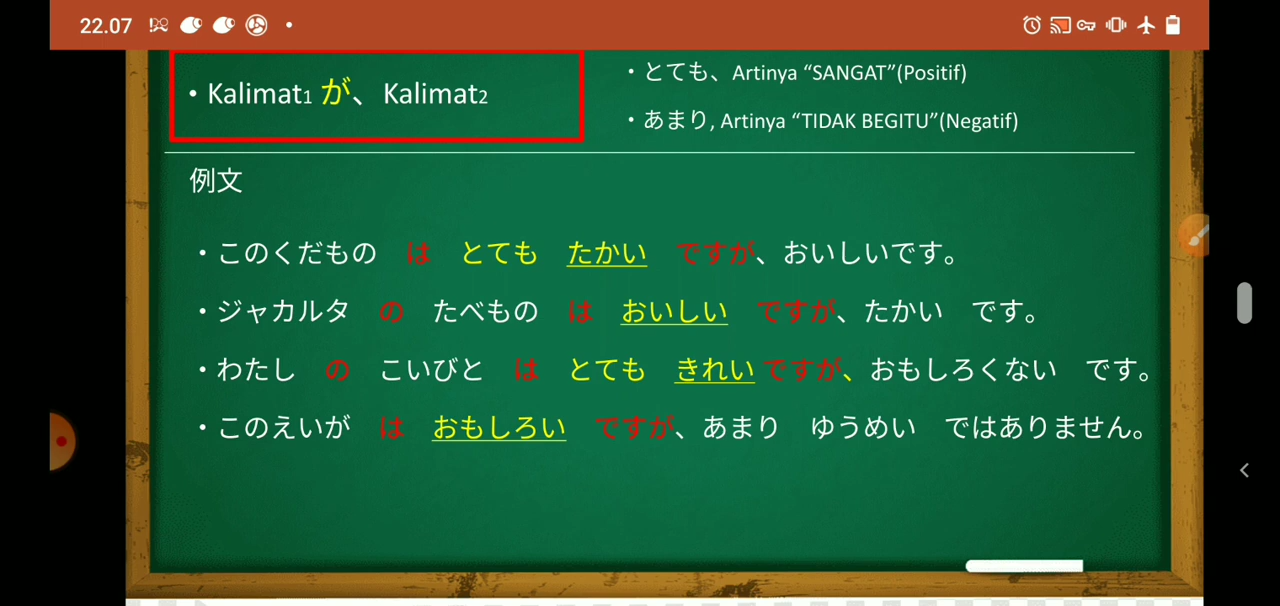 22.07
• Kalimat1 が、Kalimat2
・とても、Artinya “SANGAT”(Positif)
・あまり, Artinya “TIDAK BEGITU”(Negatif)
例文
・このくだもの　は　とても　たかい　ですが、おいしいです。
・ジャカルタ　の　たべもの　は　おいしい　ですが、たかい　です。
・わたし　の　こいびと　は　とても　きれい ですが、おもしろくない　です。
・このえいが　は　おもしろい　ですが、あまり　ゆうめい　ではありません。